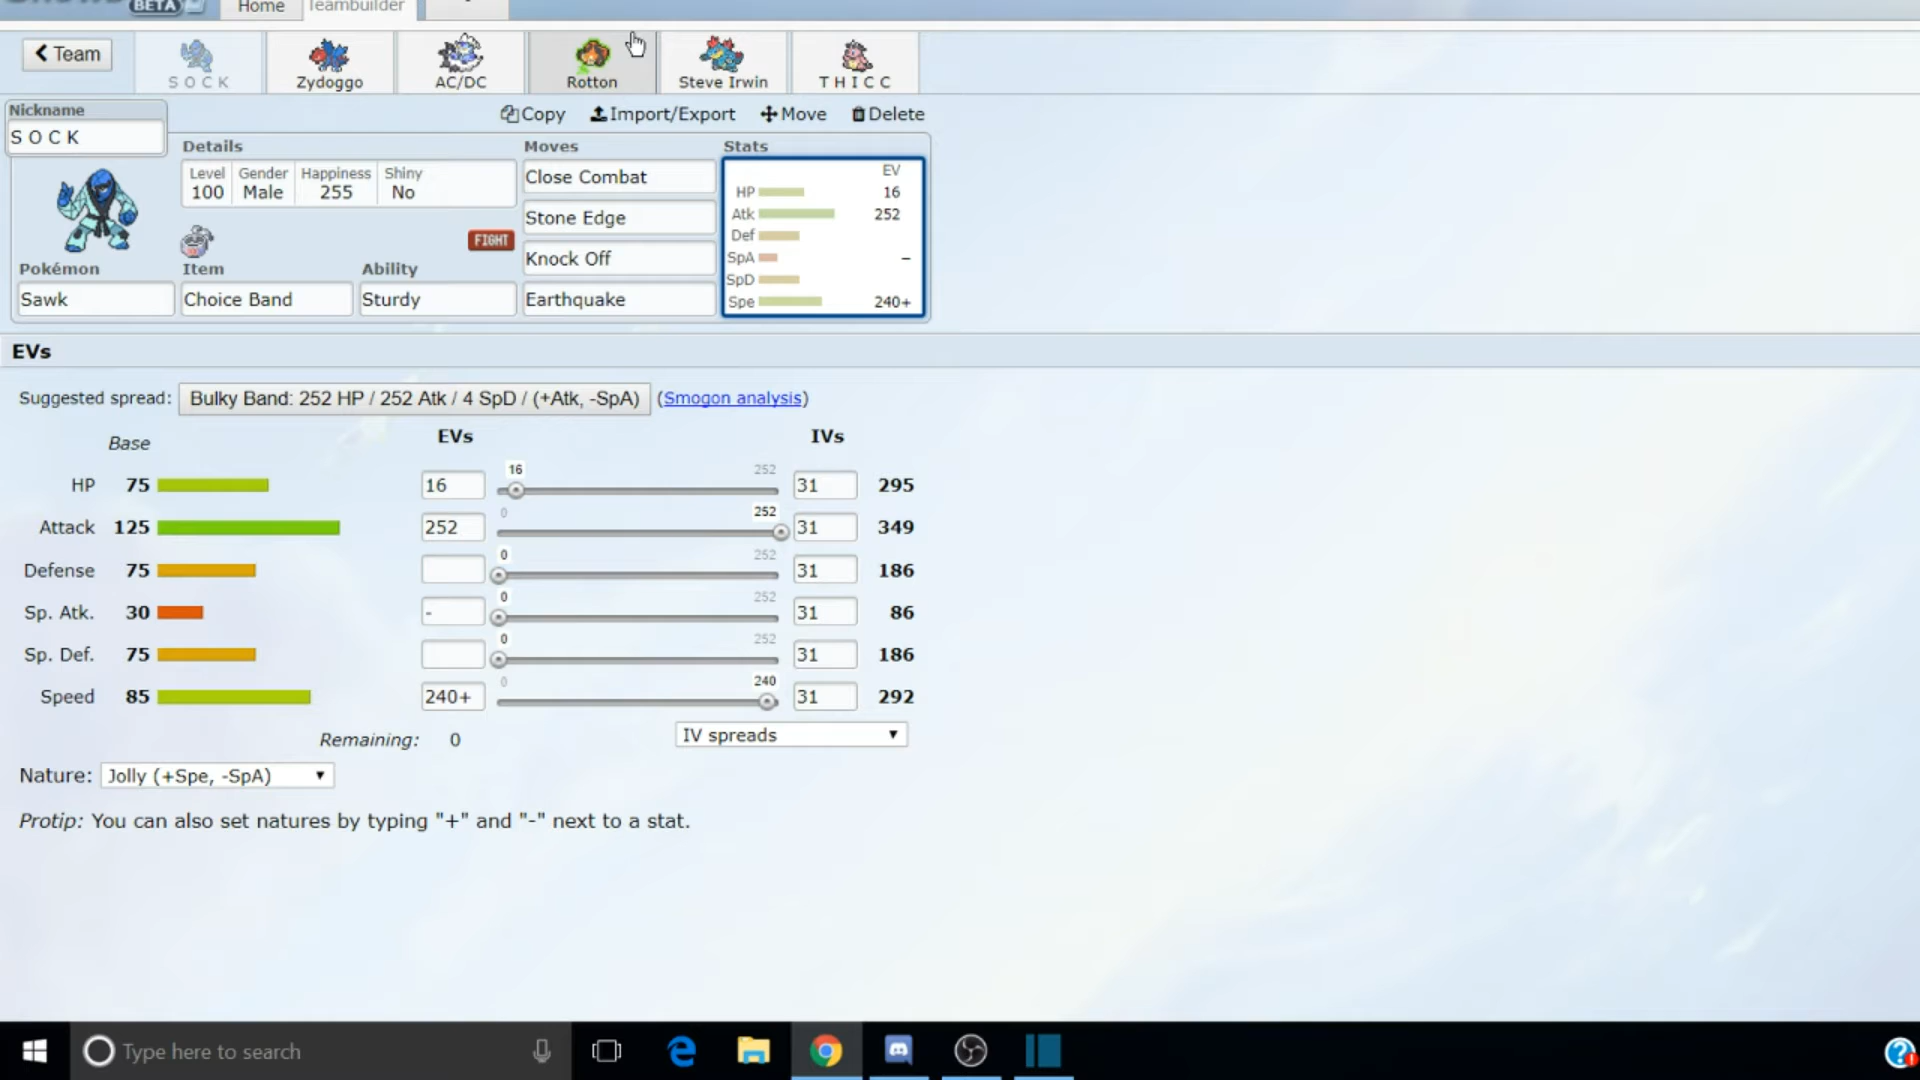 BETA Home Teambuilder
Team
S O C K Zydoggo AC/DC Rotton Steve Irwin T H I C C
Nickname
S O C K
Copy Import/Export Move Delete
Details Moves Stats
Level Gender Happiness Shiny
100 Male 255 No
FIGHT
Pokémon Item Ability
Sawk Choice Band Sturdy
Close Combat
Stone Edge
Knock Off
Earthquake
EV
HP 16
Atk 252
Def
SpA –
SpD
Spe 240+
EVs
Suggested spread: Bulky Band: 252 HP / 252 Atk / 4 SpD / (+Atk, -SpA) (Smogon analysis)
Base EVs IVs
16 252
HP 75 16 31 295
0 252
Attack 125 252 31 349
0 252
Defense 75 31 186
0 252
Sp. Atk. 30 - 31 86
0 252
Sp. Def. 75 31 186
0 240
Speed 85 240+ 31 292
Remaining: 0 IV spreads
Nature: Jolly (+Spe, -SpA)
Protip: You can also set natures by typing "+" and "-" next to a stat.
Type here to search